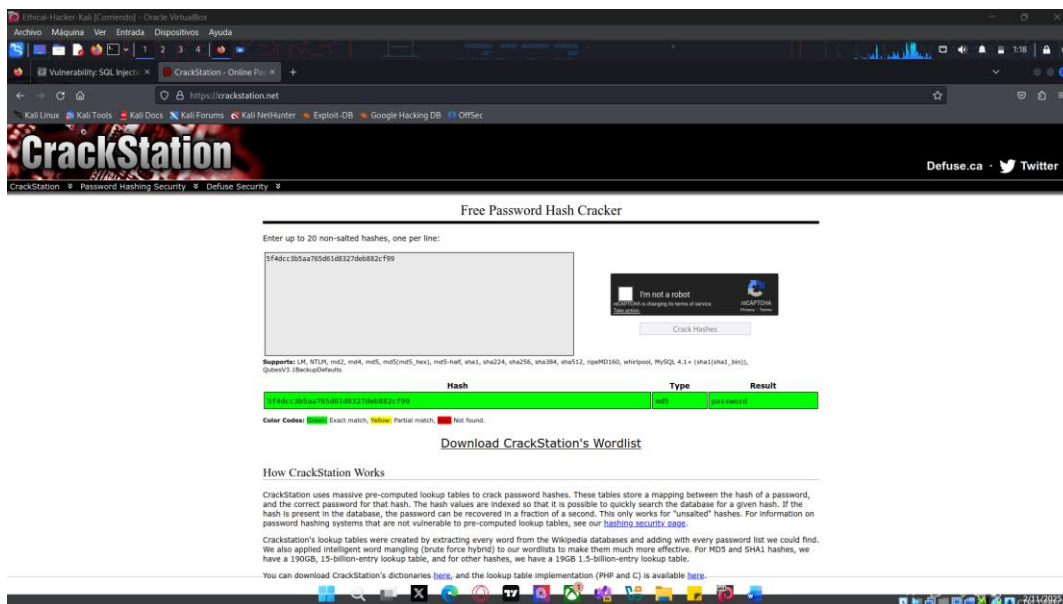 Ethical-Hacker-Kali [Corriendo] - Oracle VirtualBox
Archivo Máquina Ver Entrada Dispositivos Ayuda
1 2 3 4 1:18
Vulnerability: SQL Injecti CrackStation - Online Pa
https://crackstation.net
Kali Linux Kali Tools Kali Docs Kali Forums Kali NetHunter Exploit-DB Google Hacking DB OffSec
CrackStation
Defuse.ca · Twitter
CrackStation Password Hashing Security Defuse Security
Free Password Hash Cracker
Enter up to 20 non-salted hashes, one per line:
5f4dcc3b5aa765d61d8327deb882cf99
I'm not a robot
reCAPTCHA is changing its terms of service.
Take action.
reCAPTCHA
Privacy - Terms
Crack Hashes
Supports: LM, NTLM, md2, md4, md5, md5(md5_hex), md5-half, sha1, sha224, sha256, sha384, sha512, ripeMD160, whirlpool, MySQL 4.1+ (sha1(sha1_bin)),
QubesV3.1BackupDefaults
Hash Type Result
5f4dcc3b5aa765d61d8327deb882cf99 md5 password
Color Codes: Green: Exact match, Yellow: Partial match, Red: Not found.
Download CrackStation's Wordlist
How CrackStation Works
CrackStation uses massive pre-computed lookup tables to crack password hashes. These tables store a mapping between the hash of a password,
and the correct password for that hash. The hash values are indexed so that it is possible to quickly search the database for a given hash. If the
hash is present in the database, the password can be recovered in a fraction of a second. This only works for "unsalted" hashes. For information on
password hashing systems that are not vulnerable to pre-computed lookup tables, see our hashing security page.
Crackstation's lookup tables were created by extracting every word from the Wikipedia databases and adding with every password list we could find.
We also applied intelligent word mangling (brute force hybrid) to our wordlists to make them much more effective. For MD5 and SHA1 hashes, we
have a 190GB, 15-billion-entry lookup table, and for other hashes, we have a 19GB 1.5-billion-entry lookup table.
You can download CrackStation's dictionaries here, and the lookup table implementation (PHP and C) is available here.